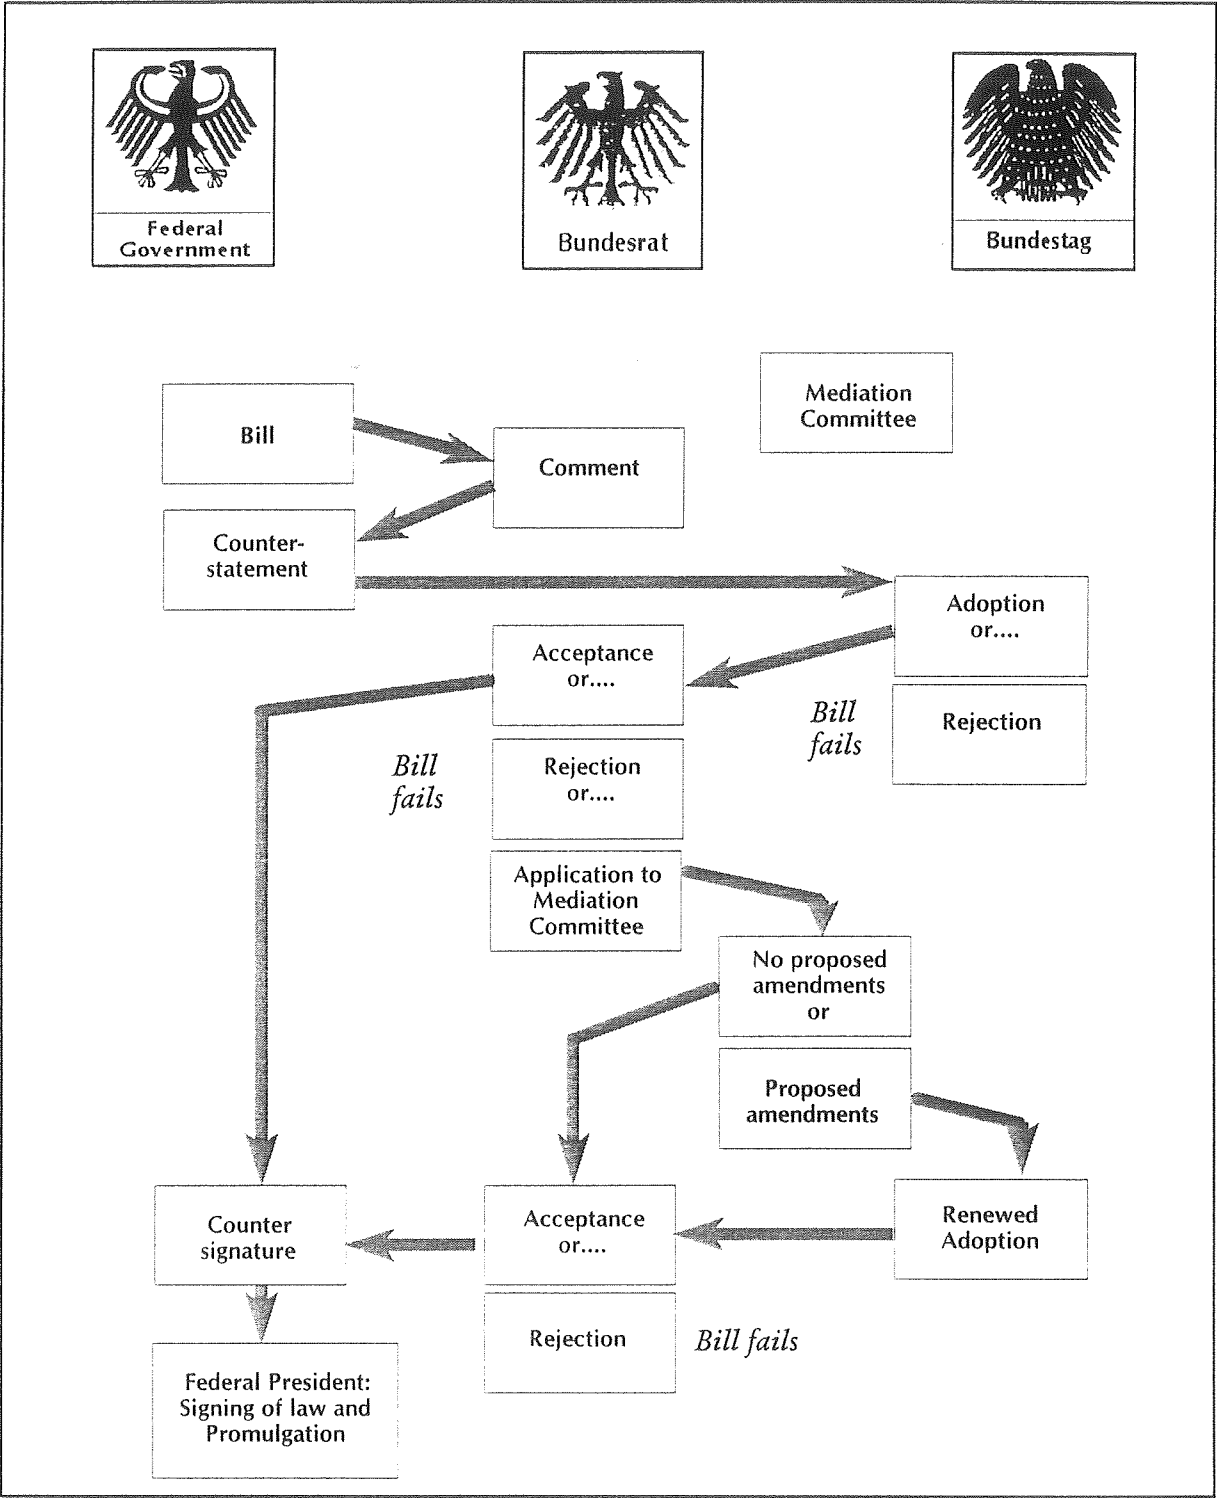 Federal
Government
Bundesrat
Bundestag
Mediation
Committee
Bill
Comment
Counter-
statement
Adoption
or....
Acceptance
or....
Bill
fails
Rejection
Bill
fails
Rejection
or....
Application to
Mediation
Committee
No proposed
amendments
or
Proposed
amendments
Renewed
Adoption
Acceptance
or....
Counter
signature
Rejection
Bill fails
Federal President:
Signing of law and
Promulgation